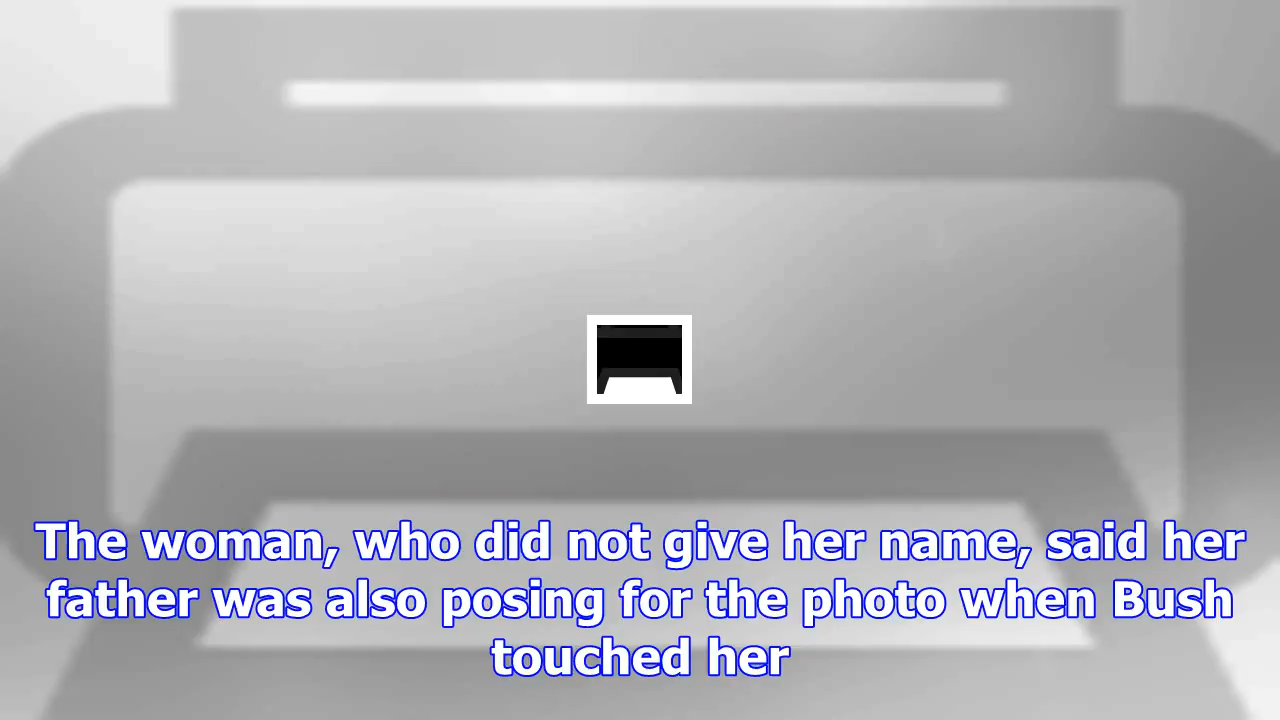 The woman, who did not give her name, said her
father was also posing for the photo when Bush
touched her